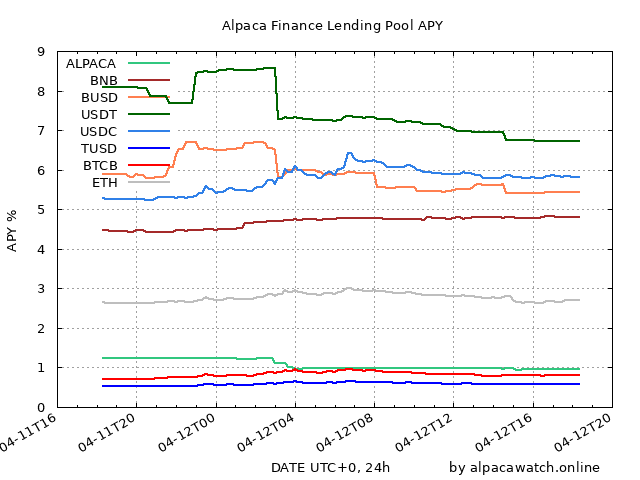 Alpaca Finance Lending Pool APY
9
8
7
6
5
4
3
2
1
0
APY %
ALPACA
BNB
BUSD
USDT
USDC
TUSD
BTCB
ETH
04-11T16
04-11T20
04-12T00
04-12T04
04-12T08
04-12T12
04-12T16
04-12T20
DATE UTC+0, 24h
by alpacawatch.online